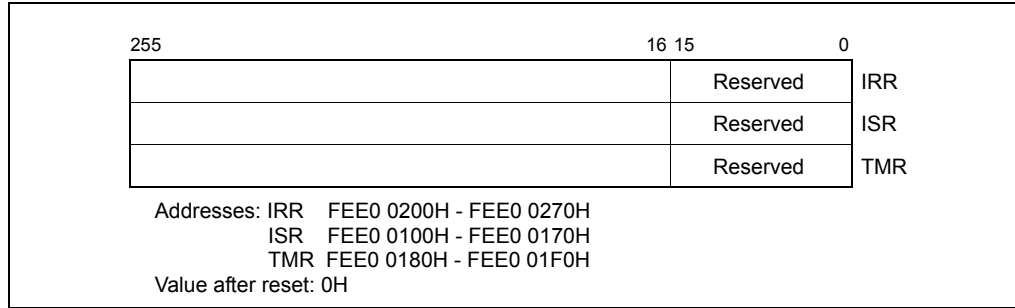 255 16 15 0
Reserved IRR
Reserved ISR
Reserved TMR
Addresses: IRR FEE0 0200H - FEE0 0270H
ISR FEE0 0100H - FEE0 0170H
TMR FEE0 0180H - FEE0 01F0H
Value after reset: 0H